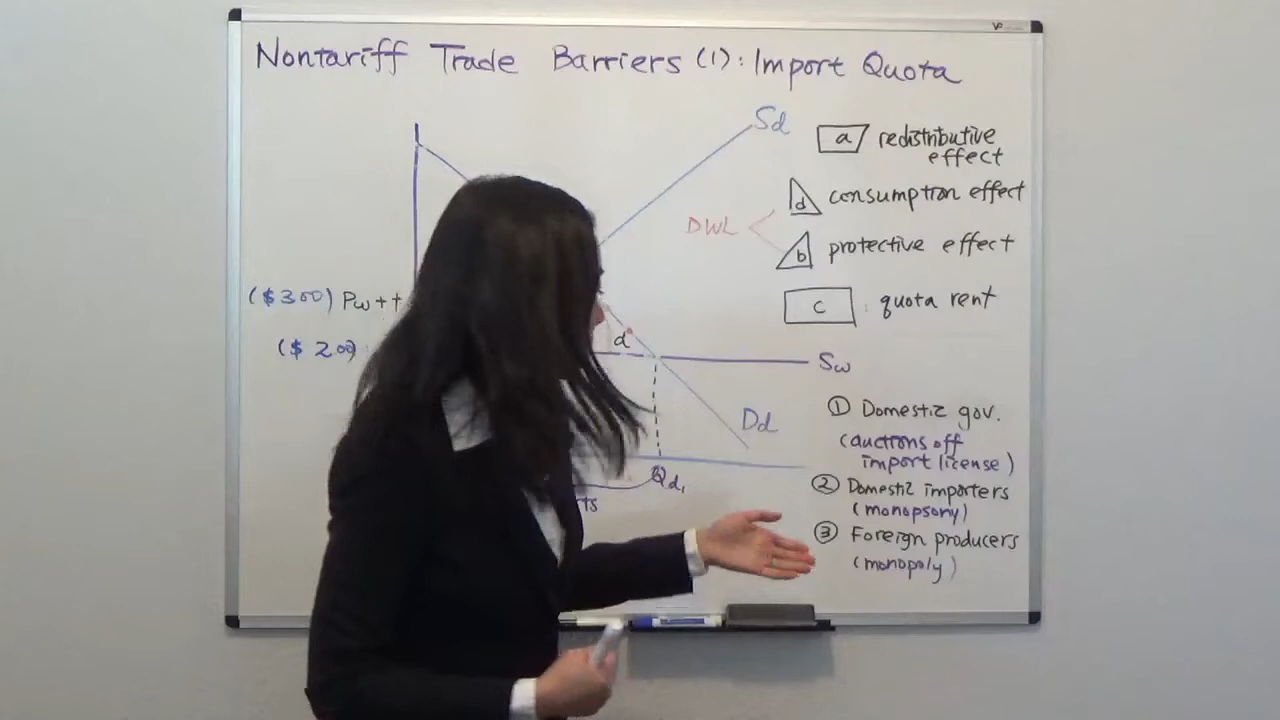 Nontariff Trade Barriers (1): Import Quota
Sd
a redistributive
effect
d consumption effect
DWL
b protective effect
($300) Pw + t
c quota rent
d
($ 200)
Sw
① Domestic gov.
(auctions off
import license)
Dd
② Domestic importers
(monopsony)
Qd1
ts
③ Foreign producers
(monopoly)